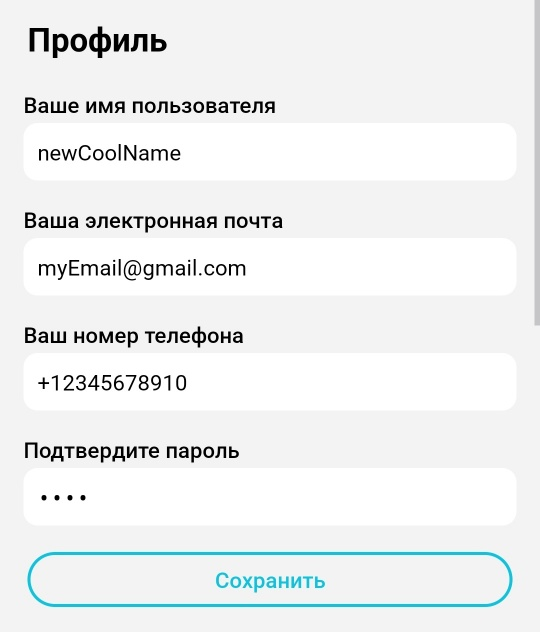 Профиль
Ваше имя пользователя
newCoolName
Ваша электронная почта
myEmail@gmail.com
Ваш номер телефона
+12345678910
Подтвердите пароль
••••
Сохранить